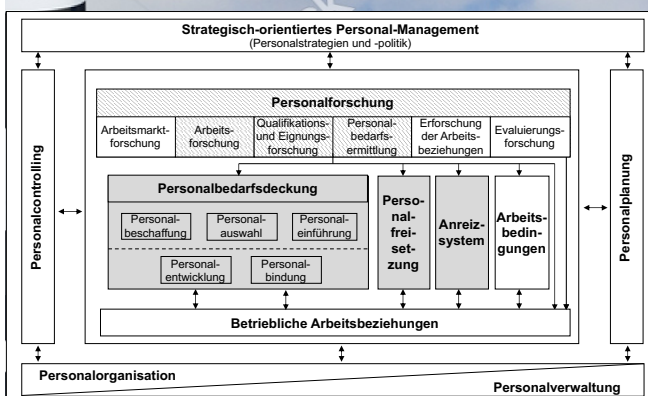 Strategisch-orientiertes Personal-Management
(Personalstrategien und -politik)
Personalcontrolling
Personalforschung
Arbeitsmarkt-
forschung
Arbeits-
forschung
Qualifikations-
und Eignungs-
forschung
Personal-
bedarfs-
ermittlung
Erforschung
der Arbeits-
beziehungen
Evaluierungs-
forschung
Personalbedarfsdeckung
Personal-
beschaffung
Personal-
auswahl
Personal-
einführung
Personal-
entwicklung
Personal-
bindung
Perso-
nal-
frei-
set-
zung
Anreiz-
system
Arbeits-
bedin-
gungen
Betriebliche Arbeitsbeziehungen
Personalplanung
Personalorganisation
Personalverwaltung